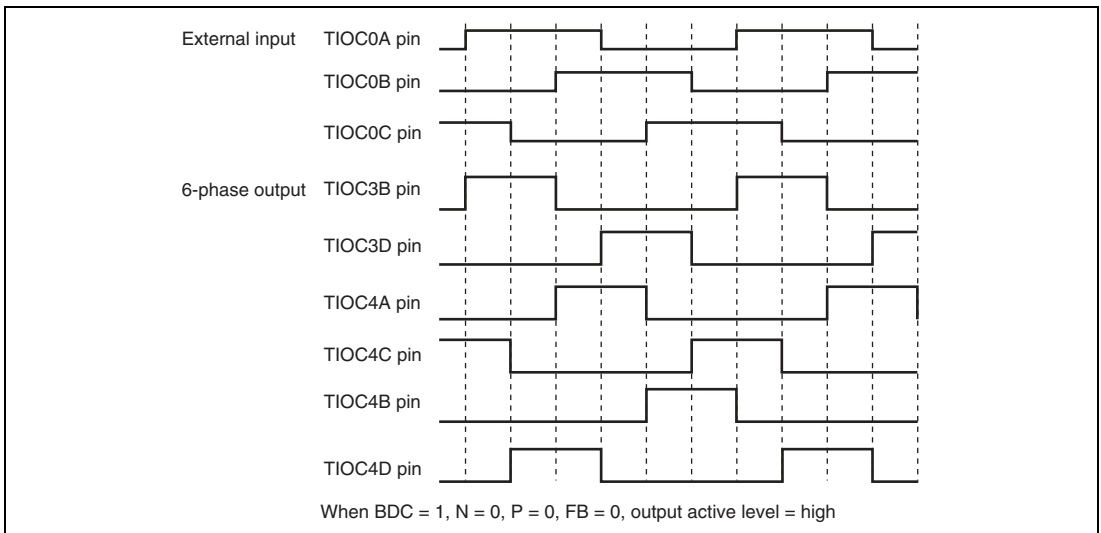 External input TIOC0A pin
TIOC0B pin
TIOC0C pin
6-phase output TIOC3B pin
TIOC3D pin
TIOC4A pin
TIOC4C pin
TIOC4B pin
TIOC4D pin
When BDC = 1, N = 0, P = 0, FB = 0, output active level = high